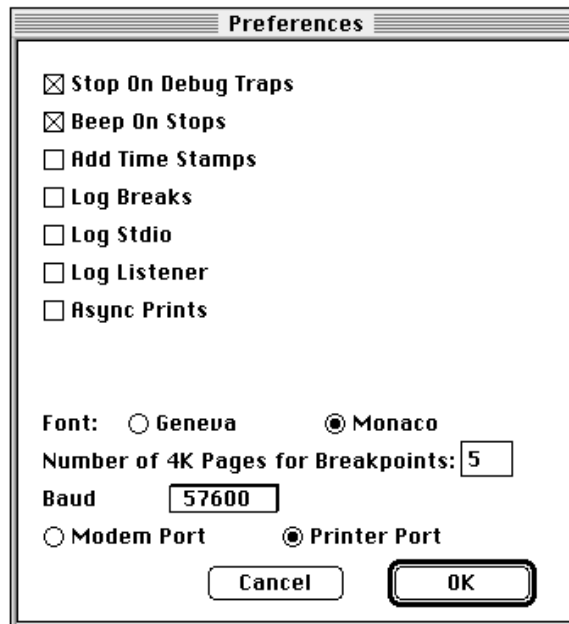 Preferences
Stop On Debug Traps
Beep On Stops
Add Time Stamps
Log Breaks
Log Stdio
Log Listener
Async Prints
Font: Geneva Monaco
Number of 4K Pages for Breakpoints: 5
Baud 57600
Modem Port Printer Port
Cancel OK